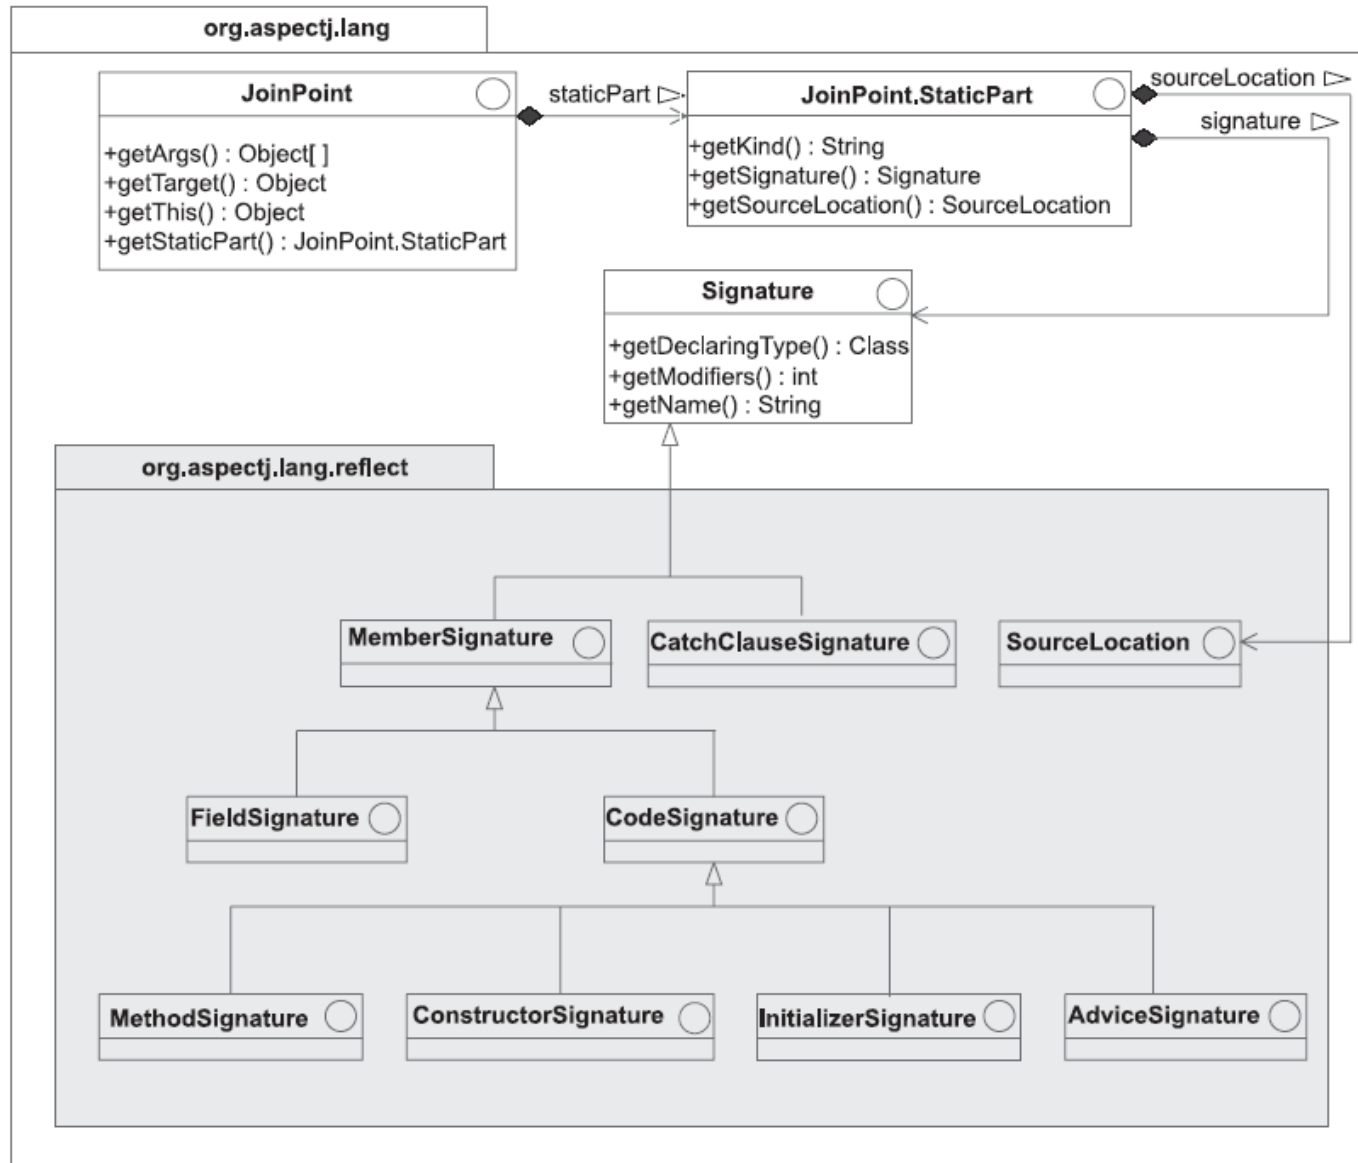 org.aspectj.lang
JoinPoint
+getArgs() : Object[ ]
+getTarget() : Object
+getThis() : Object
+getStaticPart() : JoinPoint.StaticPart
staticPart
JoinPoint.StaticPart
+getKind() : String
+getSignature() : Signature
+getSourceLocation() : SourceLocation
sourceLocation
signature
Signature
+getDeclaringType() : Class
+getModifiers() : int
+getName() : String
org.aspectj.lang.reflect
MemberSignature
CatchClauseSignature
SourceLocation
FieldSignature
CodeSignature
MethodSignature
ConstructorSignature
InitializerSignature
AdviceSignature